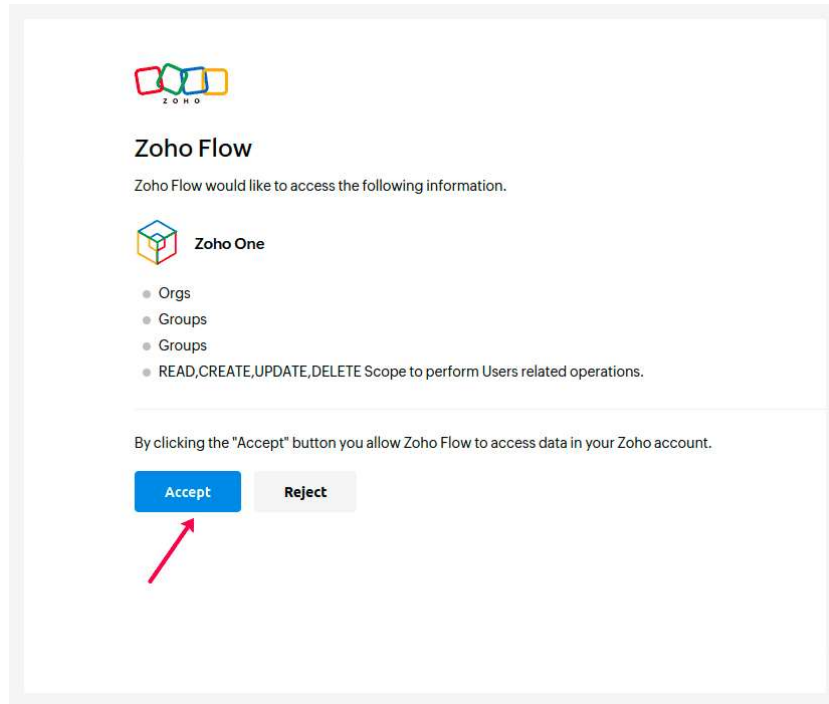 ZOHO
Zoho Flow
Zoho Flow would like to access the following information.
Zoho One
Orgs
Groups
Groups
READ,CREATE,UPDATE,DELETE Scope to perform Users related operations.
By clicking the "Accept" button you allow Zoho Flow to access data in your Zoho account.
Accept Reject